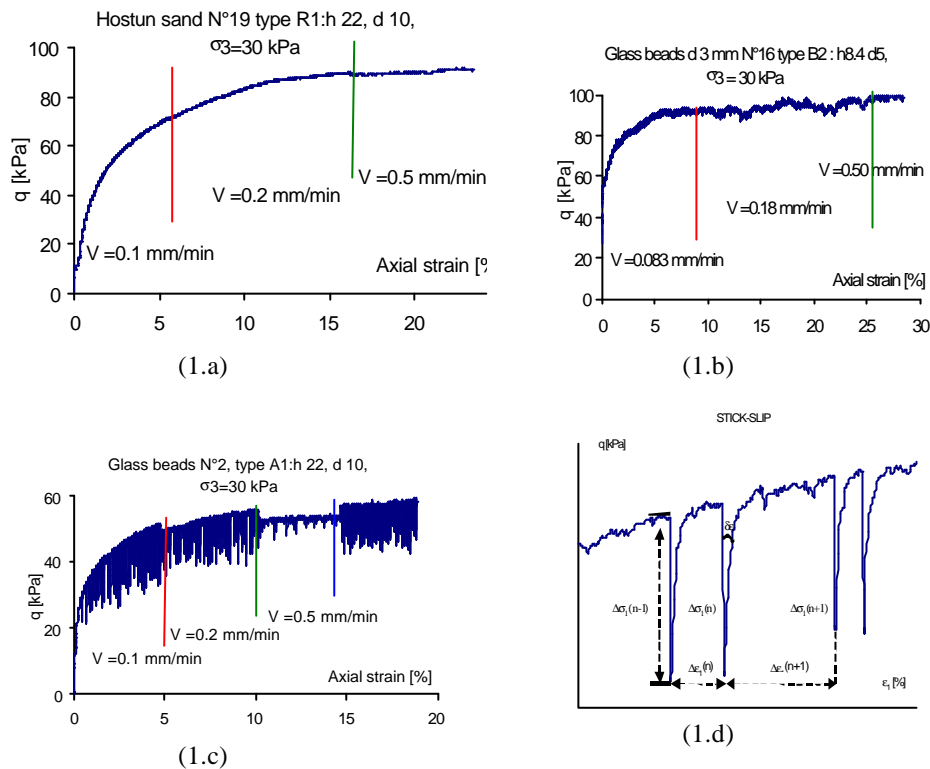 Hostun sand N°19 type R1:h 22, d 10,
σ3=30 kPa
q [kPa]
100
80
60
40
20
0
V =0.1 mm/min
V =0.2 mm/min
V =0.5 mm/min
Axial strain [%
0 5 10 15 20
(1.a)
Glass beads d 3 mm N°16 type B2 : h8.4 d5,
σ3 = 30 kPa
q [kPa]
100
80
60
40
20
100
0
V=0.083 mm/min
V=0.18 mm/min
V=0.50 mm/min
Axial strain [%]
0 5 10 15 20 25 30
(1.b)
Glass beads N°2, type A1:h 22, d 10,
σ3=30 kPa
q [kPa]
60
40
20
0
V =0.1 mm/min
V =0.2 mm/min
V =0.5 mm/min
Axial strain [%]
0 5 10 15 20
(1.c)
STICK-SLIP
q[kPa]
Δσ₁(n-1)
Δσ₁(n)
Δσ₁(n+1)
Δε₁(n)
Δε₁(n+1)
ε₁ [%]
(1.d)